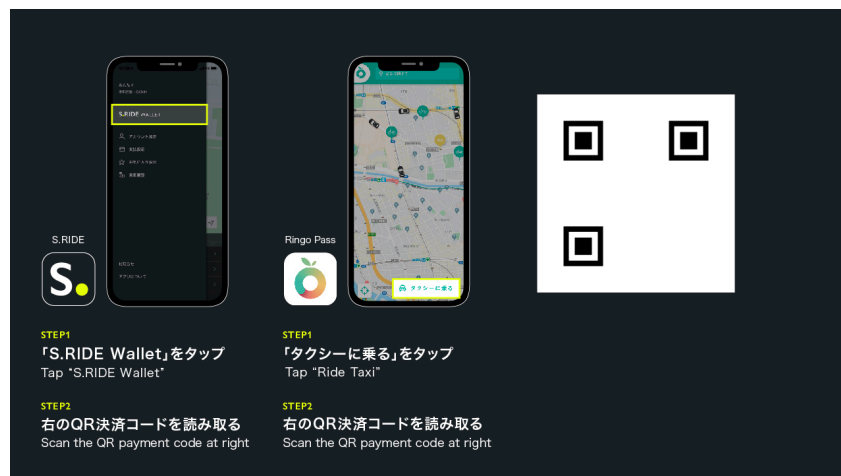 S.RIDE WALLET
S.RIDE
S.
STEP1
「S.RIDE Wallet」をタップ
Tap “S.RIDE Wallet”
STEP2
右のQR決済コードを読み取る
Scan the QR payment code at right
Ringo Pass
タクシーに乗る
STEP1
「タクシーに乗る」をタップ
Tap “Ride Taxi”
STEP2
右のQR決済コードを読み取る
Scan the QR payment code at right